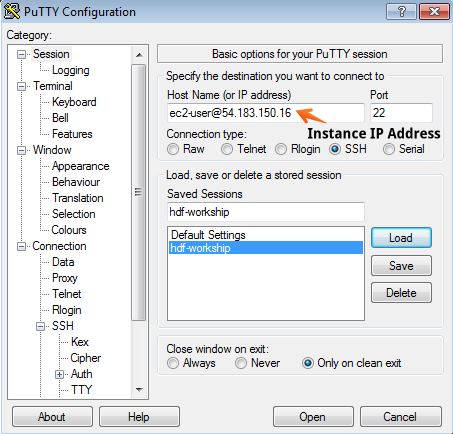 PuTTY Configuration
Category:
Session
Logging
Terminal
Keyboard
Bell
Features
Window
Appearance
Behaviour
Translation
Selection
Colours
Connection
Data
Proxy
Telnet
Rlogin
SSH
Kex
Cipher
Auth
TTY
Basic options for your PuTTY session
Specify the destination you want to connect to
Host Name (or IP address) Port
ec2-user@54.183.150.16 22
Instance IP Address
Connection type:
Raw Telnet Rlogin SSH Serial
Load, save or delete a stored session
Saved Sessions
hdf-workship
Default Settings
hdf-workship
Load
Save
Delete
Close window on exit:
Always Never Only on clean exit
About Help Open Cancel